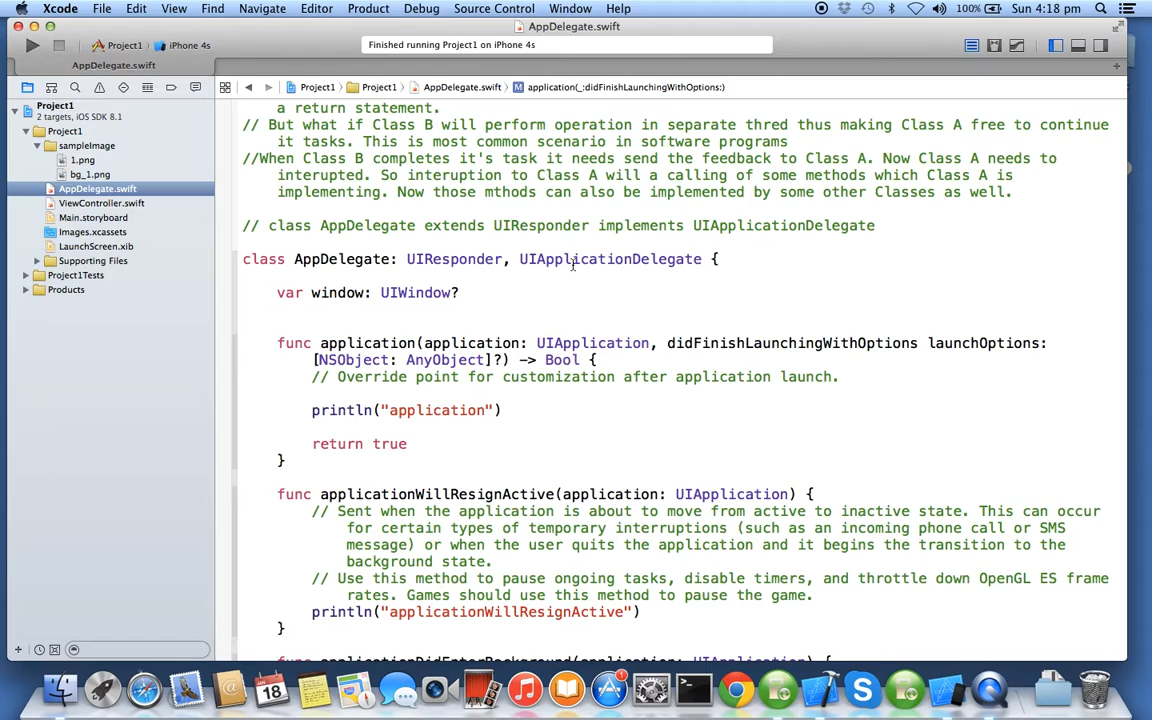 Xcode File Edit View Find Navigate Editor Product Debug Source Control Window Help 100% Sun 4:18 pm
AppDelegate.swift
Project1 iPhone 4s Finished running Project1 on iPhone 4s
AppDelegate.swift
Project1 Project1 AppDelegate.swift M application(_:didFinishLaunchingWithOptions:)
Project1
2 targets, iOS SDK 8.1
Project1
sampleImage
1.png
bg_1.png
AppDelegate.swift
ViewController.swift
Main.storyboard
Images.xcassets
LaunchScreen.xib
Supporting Files
Project1Tests
Products
a return statement.
// But what if Class B will perform operation in separate thred thus making Class A free to continue
it tasks. This is most common scenario in software programs
//When Class B completes it's task it needs send the feedback to Class A. Now Class A needs to
interupted. So interuption to Class A will a calling of some methods which Class A is
implementing. Now those mthods can also be implemented by some other Classes as well.
// class AppDelegate extends UIResponder implements UIApplicationDelegate
class AppDelegate: UIResponder, UIApplicationDelegate {
var window: UIWindow?
func application(application: UIApplication, didFinishLaunchingWithOptions launchOptions:
[NSObject: AnyObject]?) -> Bool {
// Override point for customization after application launch.
println("application")
return true
}
func applicationWillResignActive(application: UIApplication) {
// Sent when the application is about to move from active to inactive state. This can occur
for certain types of temporary interruptions (such as an incoming phone call or SMS
message) or when the user quits the application and it begins the transition to the
background state.
// Use this method to pause ongoing tasks, disable timers, and throttle down OpenGL ES frame
rates. Games should use this method to pause the game.
println("applicationWillResignActive")
}
func applicationDidEnterBackground(application: UIApplication) {
JAN
18